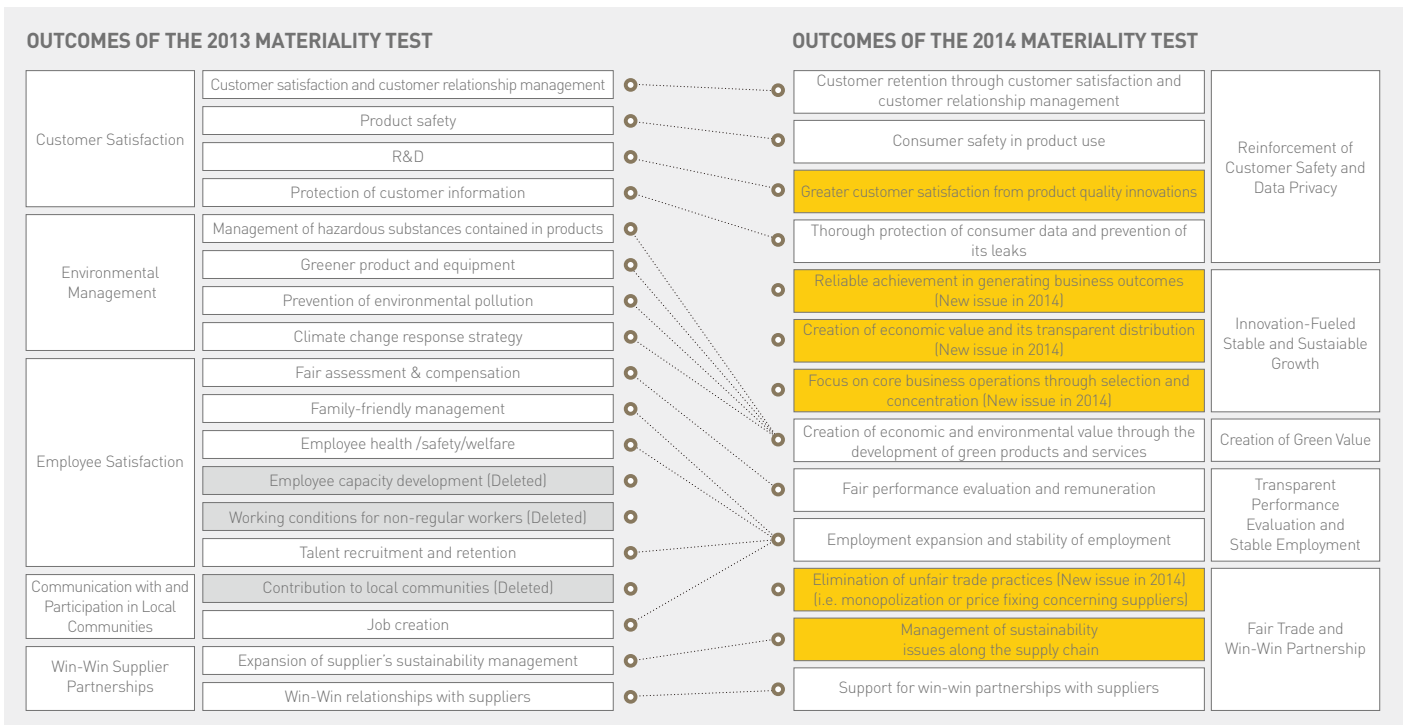 OUTCOMES OF THE 2013 MATERIALITY TEST
Customer Satisfaction
Customer satisfaction and customer relationship management
Product safety
R&D
Protection of customer information
Environmental
Management
Management of hazardous substances contained in products
Greener product and equipment
Prevention of environmental pollution
Climate change response strategy
Employee Satisfaction
Fair assessment & compensation
Family-friendly management
Employee health /safety/welfare
Employee capacity development (Deleted)
Working conditions for non-regular workers (Deleted)
Talent recruitment and retention
Communication with and
Participation in Local
Communities
Contribution to local communities (Deleted)
Job creation
Win-Win Supplier
Partnerships
Expansion of supplier's sustainability management
Win-Win relationships with suppliers
OUTCOMES OF THE 2014 MATERIALITY TEST
Customer retention through customer satisfaction and
customer relationship management
Consumer safety in product use
Greater customer satisfaction from product quality innovations
Thorough protection of consumer data and prevention of
its leaks
Reinforcement of
Customer Safety and
Data Privacy
Reliable achievement in generating business outcomes
(New issue in 2014)
Creation of economic value and its transparent distribution
(New issue in 2014)
Focus on core business operations through selection and
concentration (New issue in 2014)
Innovation-Fueled
Stable and Sustaiable
Growth
Creation of economic and environmental value through the
development of green products and services
Creation of Green Value
Fair performance evaluation and remuneration
Employment expansion and stability of employment
Transparent
Performance
Evaluation and
Stable Employment
Elimination of unfair trade practices (New issue in 2014)
(i.e. monopolization or price fixing concerning suppliers)
Management of sustainability
issues along the supply chain
Support for win-win partnerships with suppliers
Fair Trade and
Win-Win Partnership